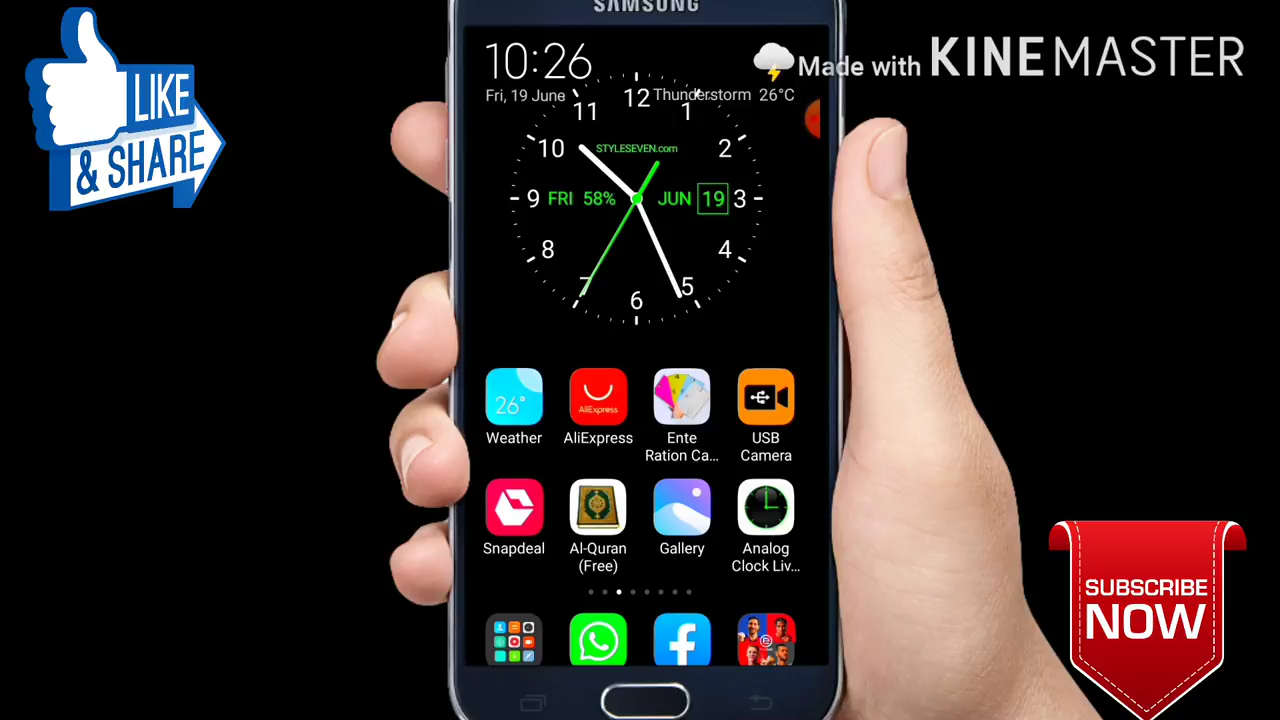 SAMSUNG
LIKE
& SHARE
Made with KINEMASTER
10:26
Fri, 19 June
Thunderstorm 26°C
12
11
1
10
STYLESEVEN.com
2
9 FRI 58% JUN 19 3
8
4
7
5
6
26°
Weather
AliExpress
AliExpress
Ente
Ration Ca...
USB
Camera
Snapdeal
Al-Quran
(Free)
Gallery
Analog
Clock Liv...
SUBSCRIBE
NOW